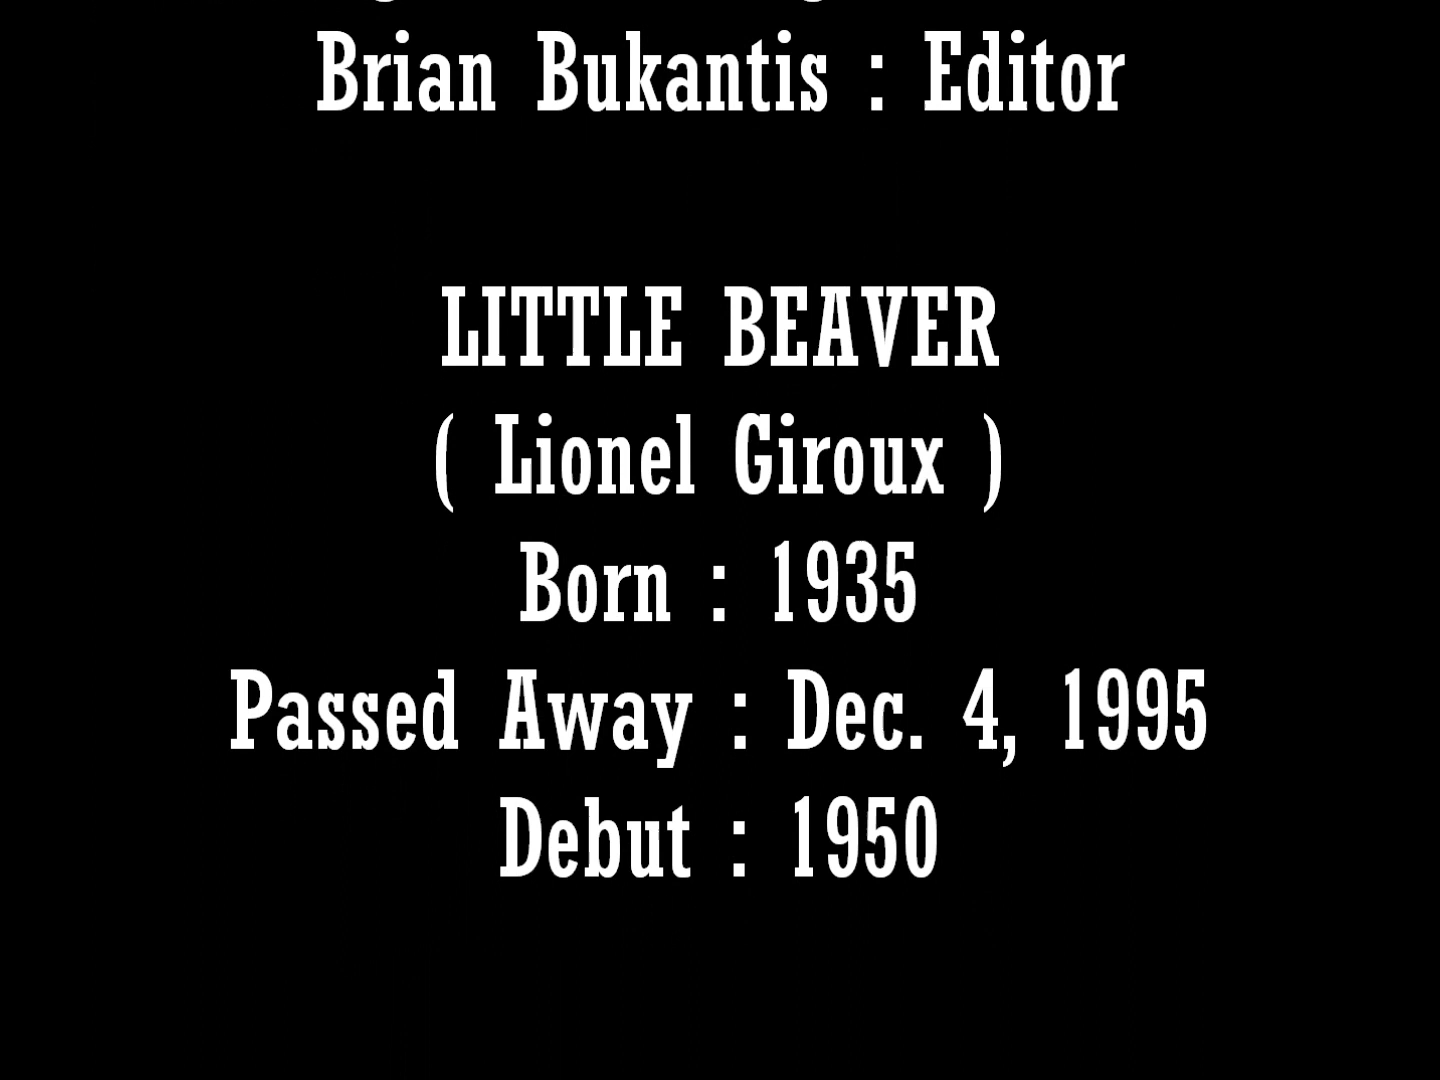 Brian Bukantis : Editor
LITTLE BEAVER
( Lionel Giroux )
Born : 1935
Passed Away : Dec. 4, 1995
Debut : 1950